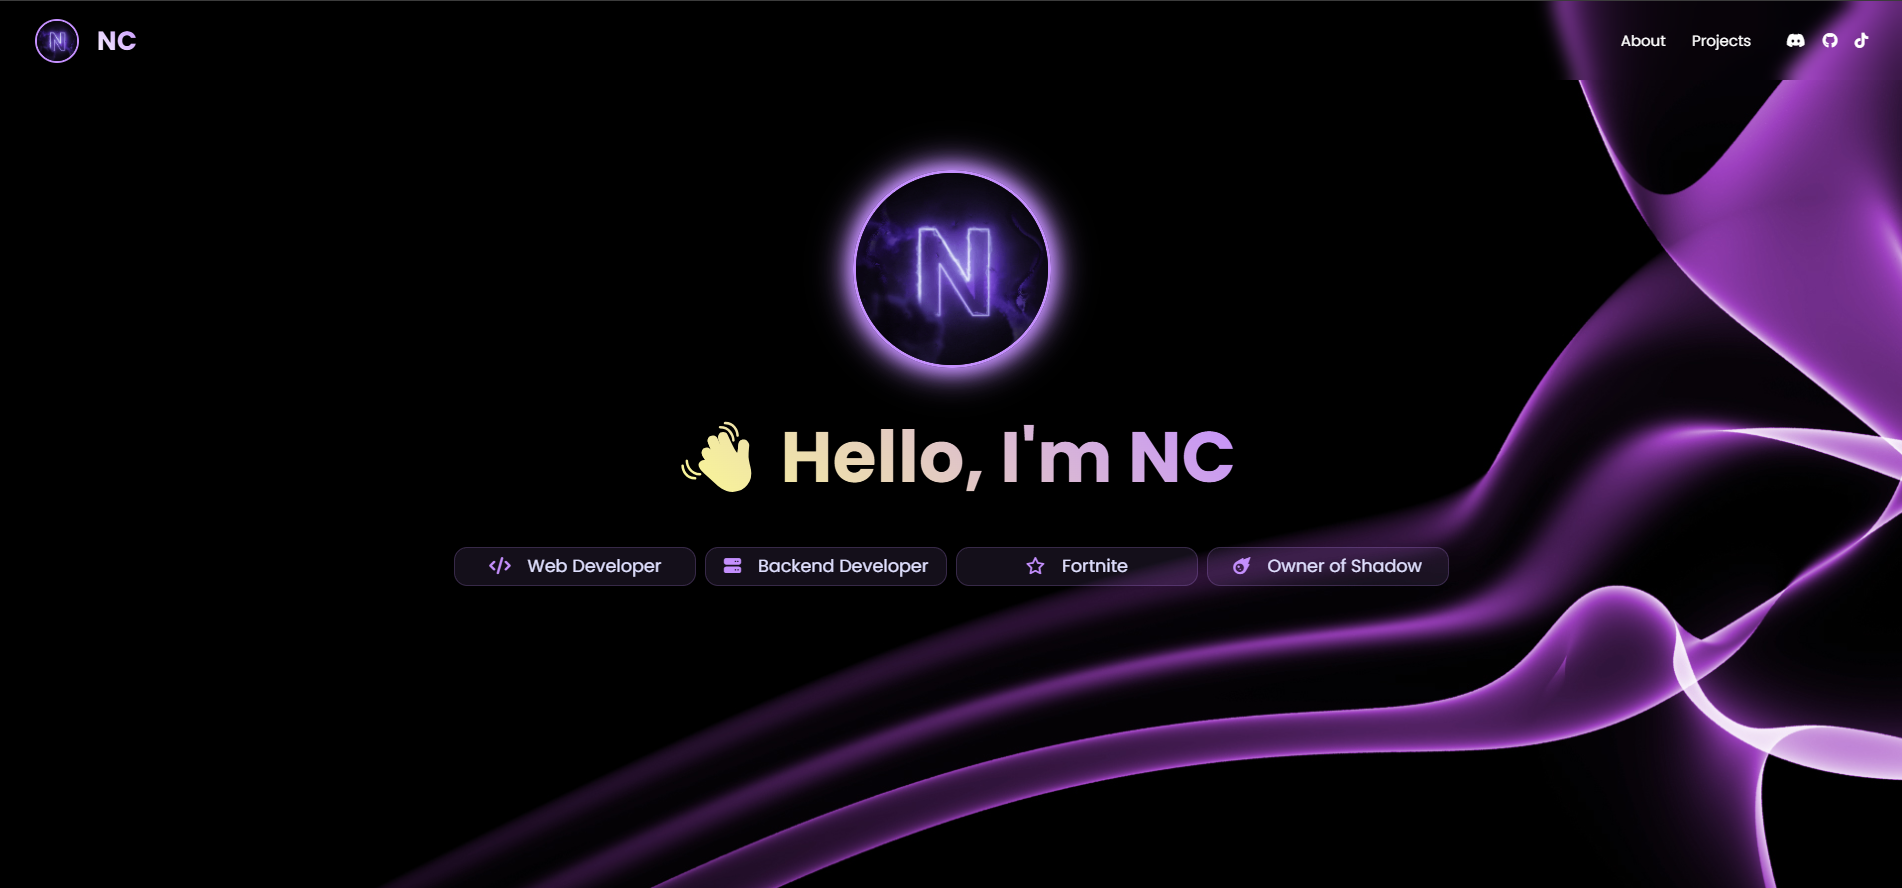 N NC About Projects
N
👋 Hello, I'm NC
Web Developer Backend Developer Fortnite Owner of Shadow